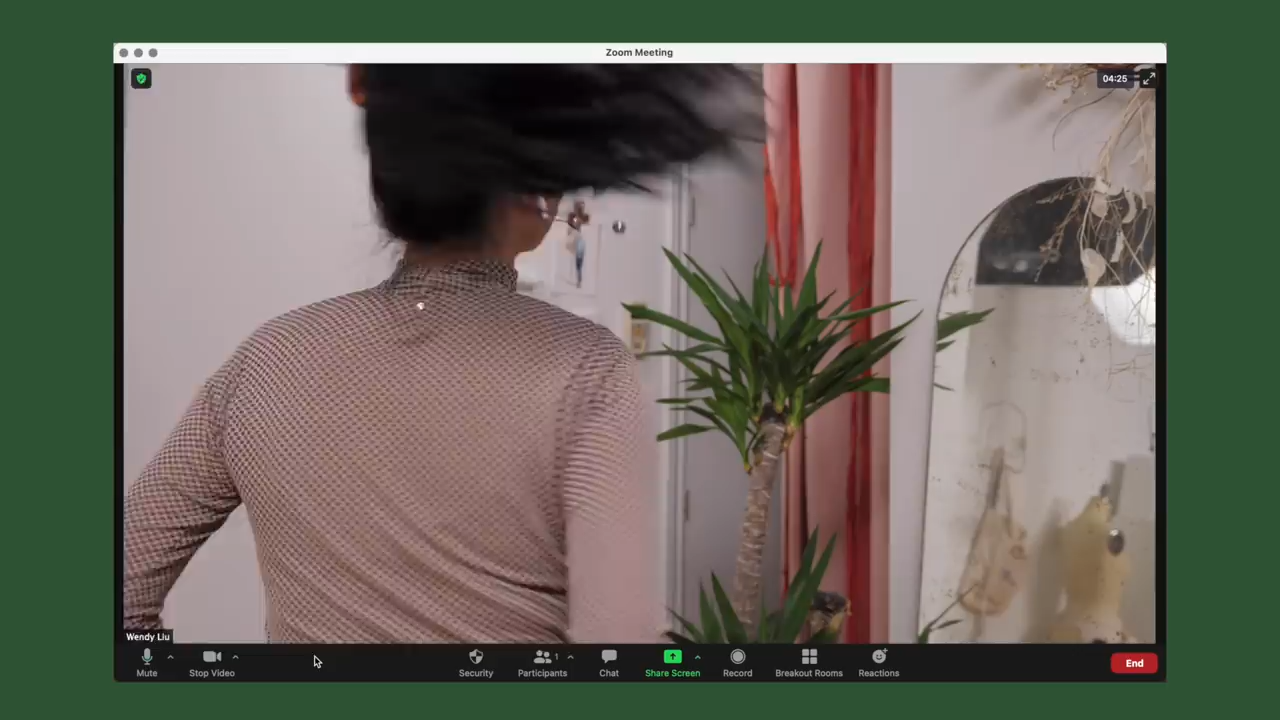 Zoom Meeting
04:25
Wendy Liu
Mute
Stop Video
Security
Participants
1
Chat
Share Screen
Record
Breakout Rooms
Reactions
End